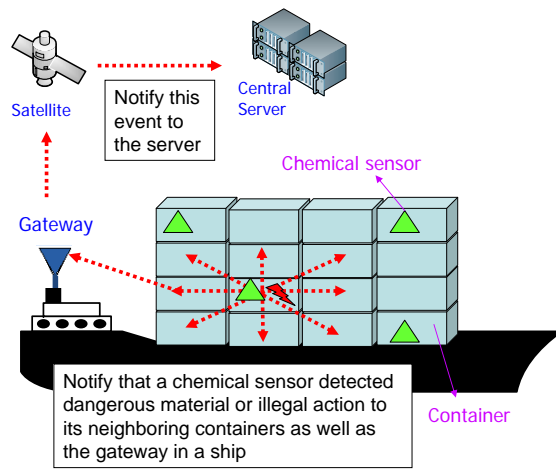 Satellite
Notify this
event to
the server
Central
Server
Chemical sensor
Gateway
Notify that a chemical sensor detected
dangerous material or illegal action to
its neighboring containers as well as
the gateway in a ship
Container